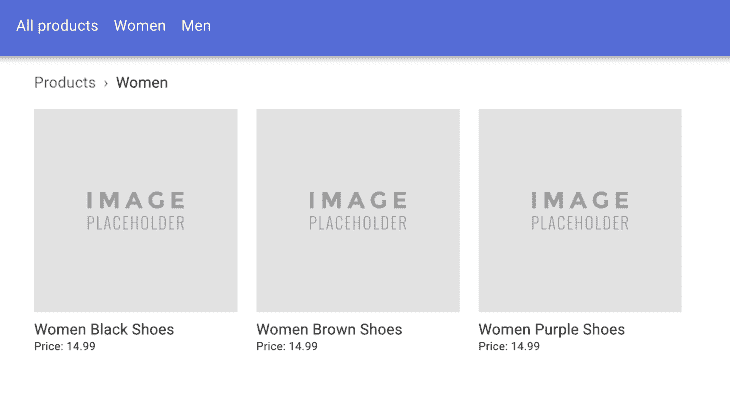 All products Women Men
Products › Women
IMAGE IMAGE IMAGE
PLACEHOLDER PLACEHOLDER PLACEHOLDER
Women Black Shoes Women Brown Shoes Women Purple Shoes
Price: 14.99 Price: 14.99 Price: 14.99